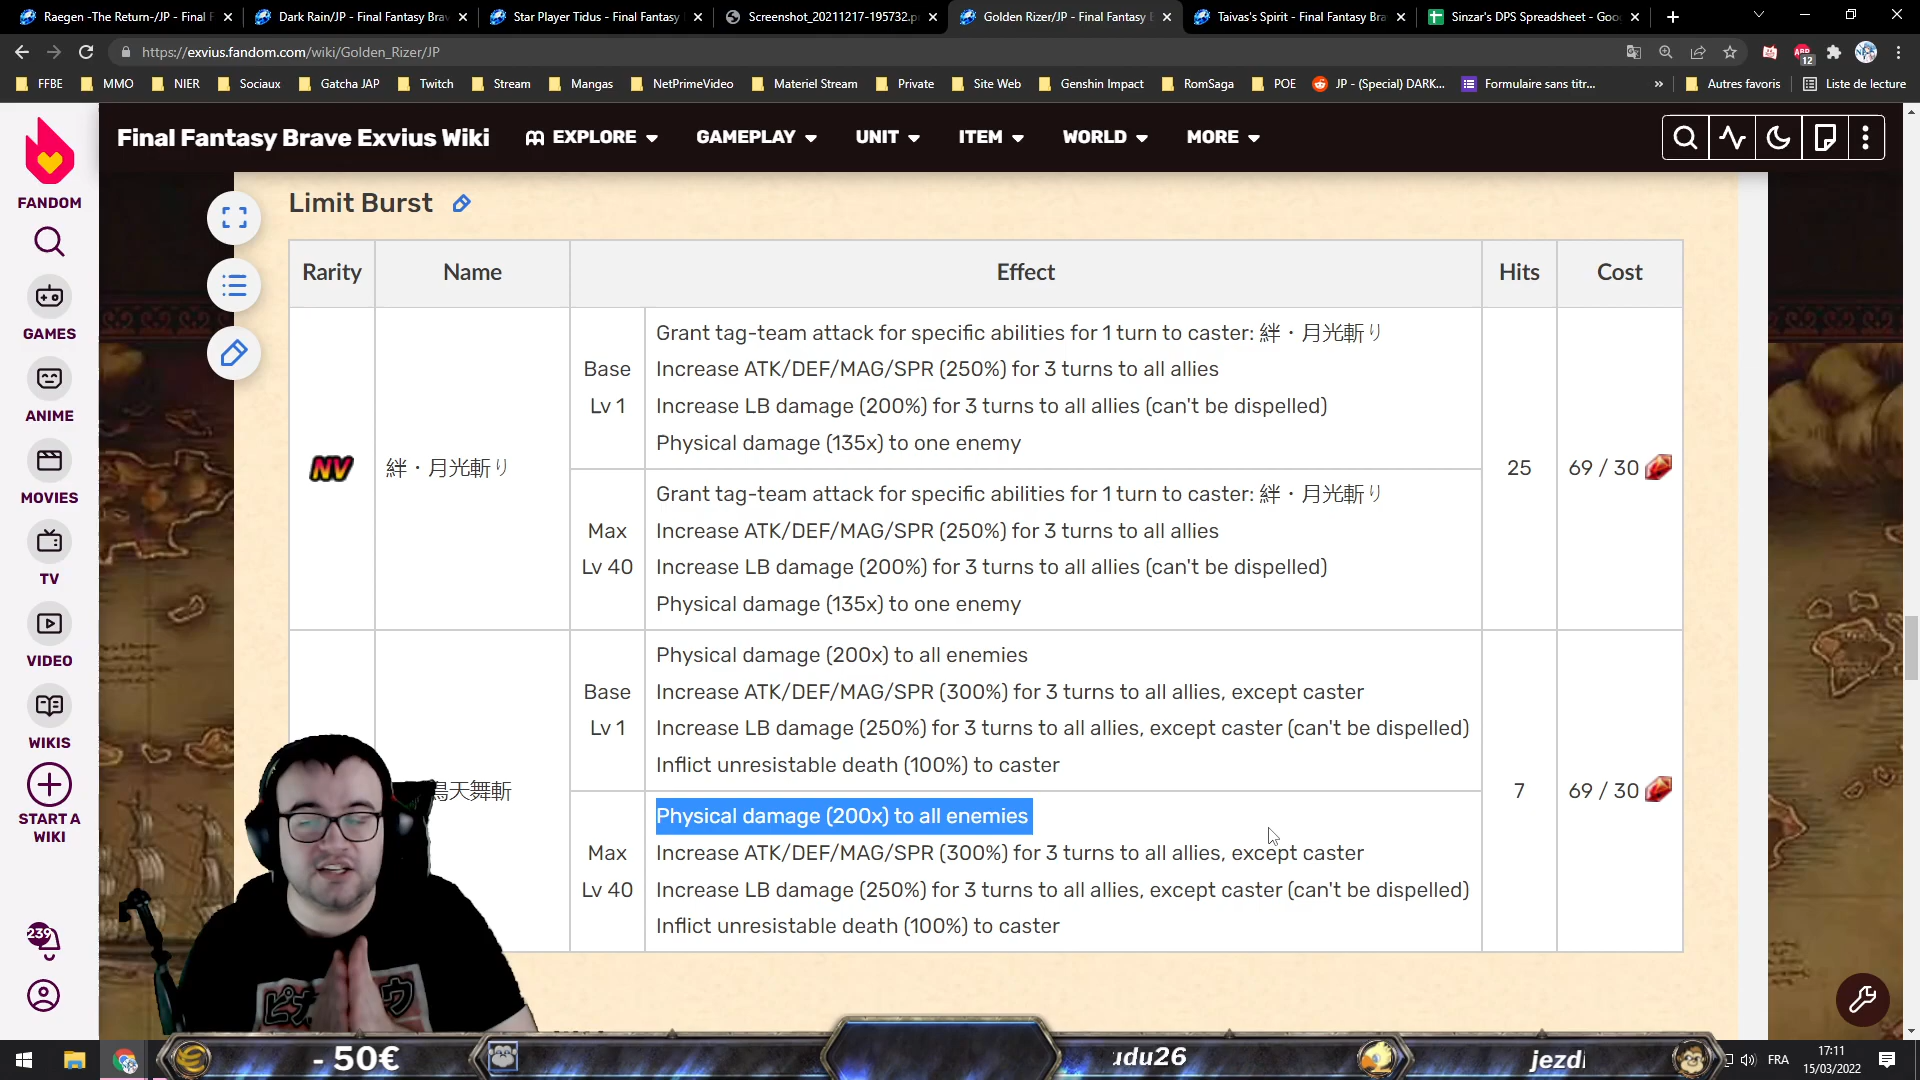 Raegen -The Return-/JP - Final F
Dark Rain/JP - Final Fantasy Brav
Star Player Tidus - Final Fantasy
Screenshot_20211217-195732.p
Golden Rizer/JP - Final Fantasy B
Taivas's Spirit - Final Fantasy Bra
Sinzar's DPS Spreadsheet - Goo
https://exvius.fandom.com/wiki/Golden_Rizer/JP
ABP
12
FFBE
MMO
NIER
Sociaux
Gatcha JAP
Twitch
Stream
Mangas
NetPrimeVideo
Materiel Stream
Private
Site Web
Genshin Impact
RomSaga
POE
JP - (Special) DARK...
Formulaire sans titr...
»
Autres favoris
Liste de lecture
Final Fantasy Brave Exvius Wiki
EXPLORE
GAMEPLAY
UNIT
ITEM
WORLD
MORE
FANDOM
GAMES
ANIME
MOVIES
TV
VIDEO
WIKIS
START A
WIKI
239
Limit Burst
Rarity
Name
Effect
Hits
Cost
NV
絆・月光斬り
Base
Lv 1
Grant tag-team attack for specific abilities for 1 turn to caster: 絆・月光斬り
Increase ATK/DEF/MAG/SPR (250%) for 3 turns to all allies
Increase LB damage (200%) for 3 turns to all allies (can't be dispelled)
Physical damage (135x) to one enemy
Max
Lv 40
Grant tag-team attack for specific abilities for 1 turn to caster: 絆・月光斬り
Increase ATK/DEF/MAG/SPR (250%) for 3 turns to all allies
Increase LB damage (200%) for 3 turns to all allies (can't be dispelled)
Physical damage (135x) to one enemy
25
69 / 30
天舞斬
Base
Lv 1
Physical damage (200x) to all enemies
Increase ATK/DEF/MAG/SPR (300%) for 3 turns to all allies, except caster
Increase LB damage (250%) for 3 turns to all allies, except caster (can't be dispelled)
Inflict unresistable death (100%) to caster
Max
Lv 40
Physical damage (200x) to all enemies
Increase ATK/DEF/MAG/SPR (300%) for 3 turns to all allies, except caster
Increase LB damage (250%) for 3 turns to all allies, except caster (can't be dispelled)
Inflict unresistable death (100%) to caster
7
69 / 30
- 50€
udu26
jezdi
FRA
17:11
15/03/2022